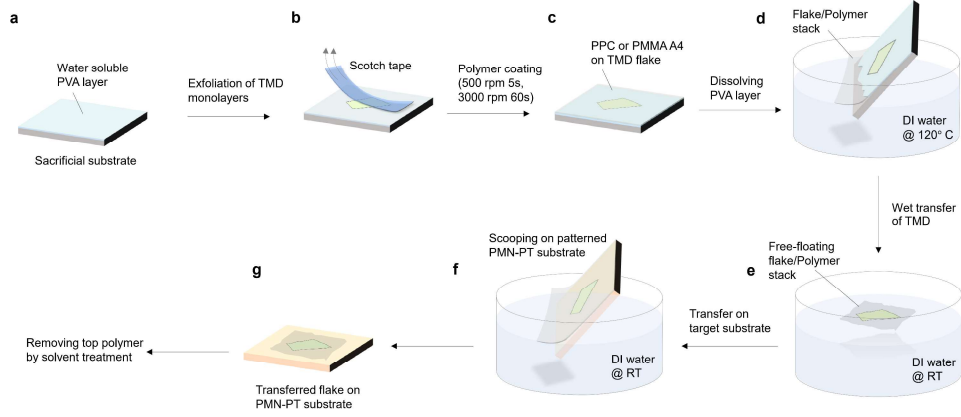 a
Water soluble
PVA layer
Sacrificial substrate
Exfoliation of TMD
monolayers
b
Scotch tape
Polymer coating
(500 rpm 5s,
3000 rpm 60s)
c
PPC or PMMA A4
on TMD flake
Dissolving
PVA layer
d
Flake/Polymer
stack
DI water
@ 120° C
Wet transfer
of TMD
e
Free-floating
flake/Polymer
stack
DI water
@ RT
Transfer on
target substrate
f
Scooping on patterned
PMN-PT substrate
DI water
@ RT
g
Transferred flake on
PMN-PT substrate
Removing top polymer
by solvent treatment